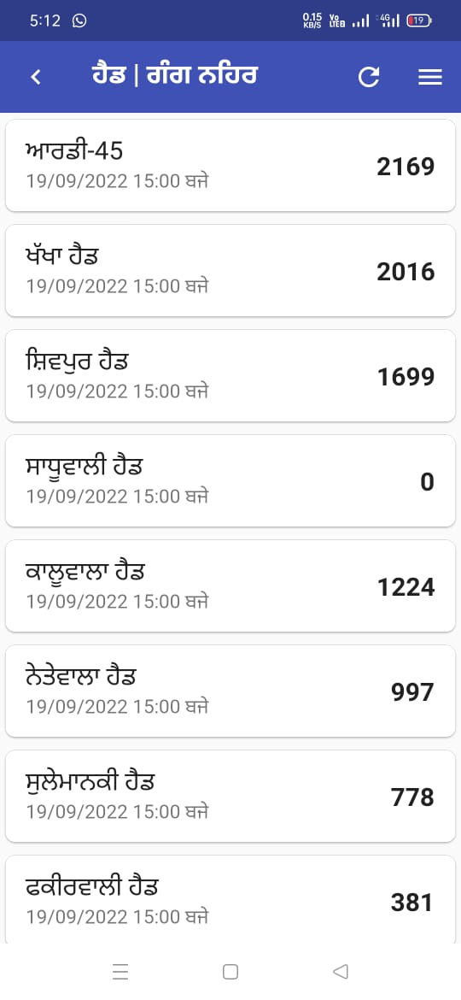 5:12
0.15 KB/S Vo LTE 4G 19
ਹੈਡ | ਗੰਗ ਨਹਿਰ
ਆਰਡੀ-45
19/09/2022 15:00 ਬਜੇ
2169
ਖੱਖਾ ਹੈਡ
19/09/2022 15:00 ਬਜੇ
2016
ਸ਼ਿਵਪੁਰ ਹੈਡ
19/09/2022 15:00 ਬਜੇ
1699
ਸਾਧੂਵਾਲੀ ਹੈਡ
19/09/2022 15:00 ਬਜੇ
0
ਕਾਲੂਵਾਲਾ ਹੈਡ
19/09/2022 15:00 ਬਜੇ
1224
ਨੇਤੇਵਾਲਾ ਹੈਡ
19/09/2022 15:00 ਬਜੇ
997
ਸੁਲੇਮਾਨਕੀ ਹੈਡ
19/09/2022 15:00 ਬਜੇ
778
ਫਕੀਰਵਾਲੀ ਹੈਡ
19/09/2022 15:00 ਬਜੇ
381